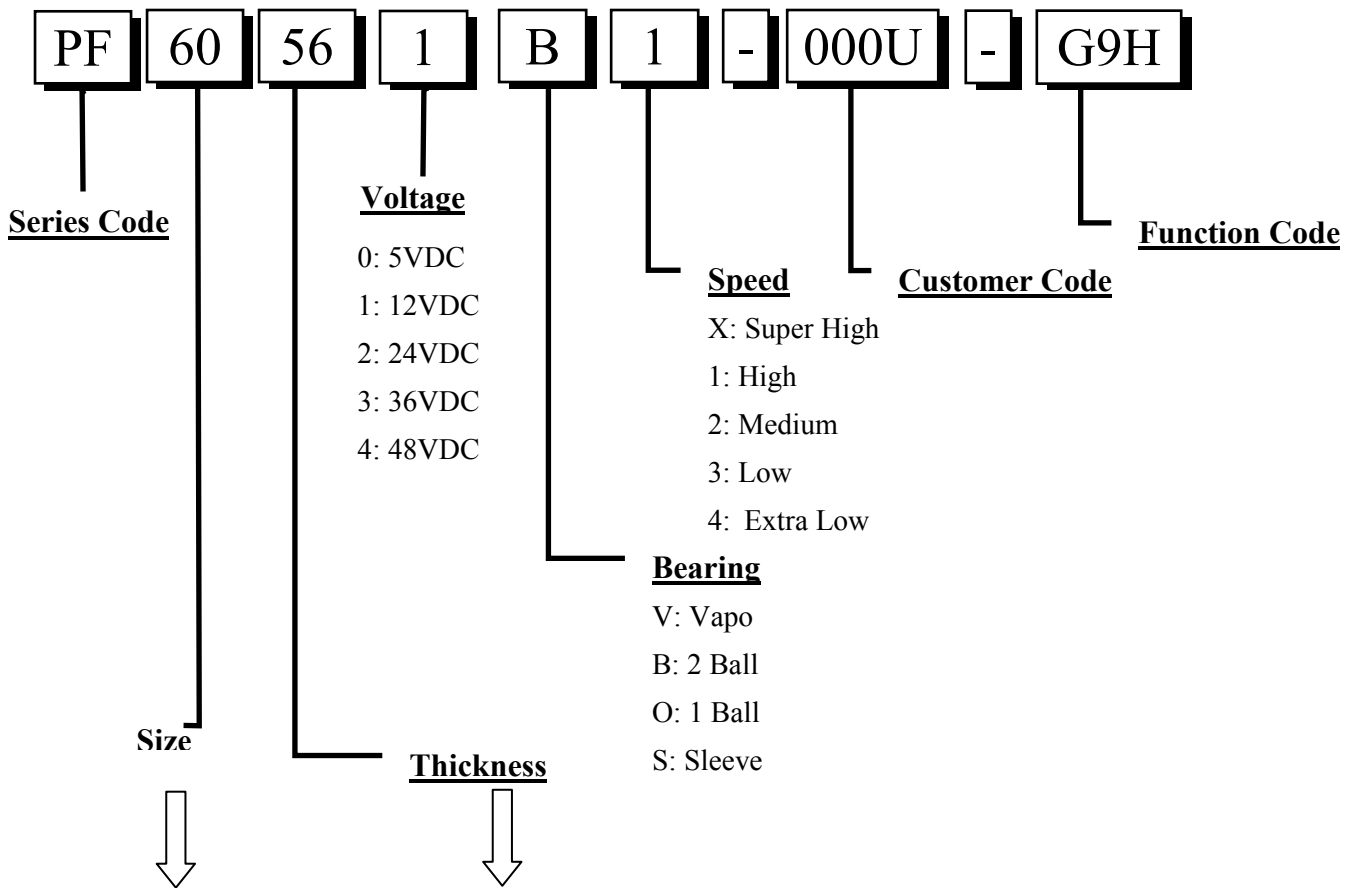 PF 60 56 1 B 1 - 000U - G9H
Series Code
Voltage
0: 5VDC
1: 12VDC
2: 24VDC
3: 36VDC
4: 48VDC
Function Code
Speed
X: Super High
1: High
2: Medium
3: Low
4: Extra Low
Customer Code
Bearing
V: Vapo
B: 2 Ball
O: 1 Ball
S: Sleeve
Size
Thickness